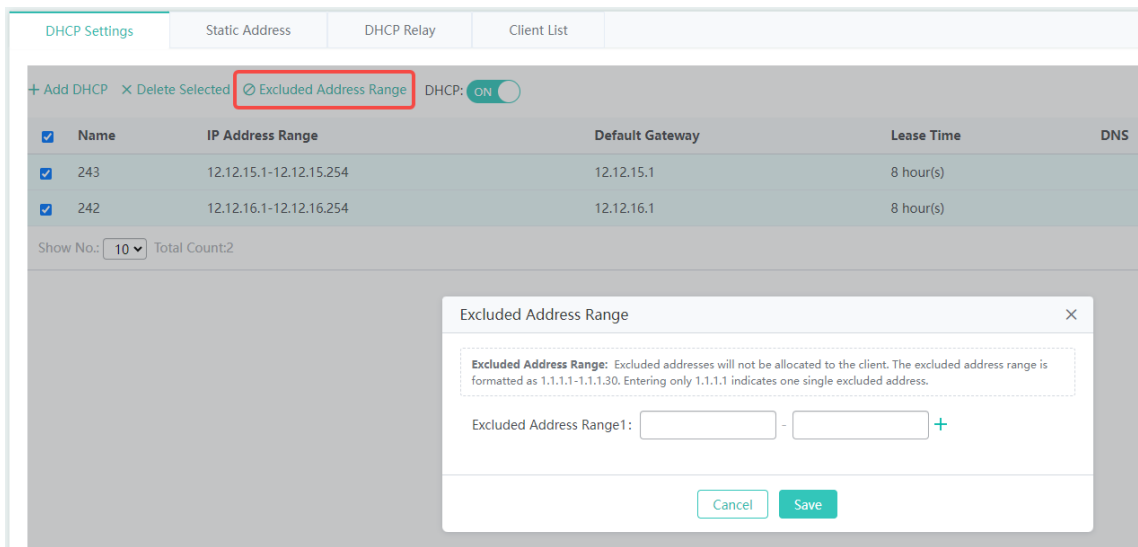 DHCP Settings Static Address DHCP Relay Client List
+ Add DHCP × Delete Selected Excluded Address Range DHCP: ON
Name IP Address Range Default Gateway Lease Time DNS
243 12.12.15.1-12.12.15.254 12.12.15.1 8 hour(s)
242 12.12.16.1-12.12.16.254 12.12.16.1 8 hour(s)
Show No.: 10 Total Count:2
Excluded Address Range ×
Excluded Address Range: Excluded addresses will not be allocated to the client. The excluded address range is
formatted as 1.1.1.1-1.1.1.30. Entering only 1.1.1.1 indicates one single excluded address.
Excluded Address Range1: - +
Cancel Save